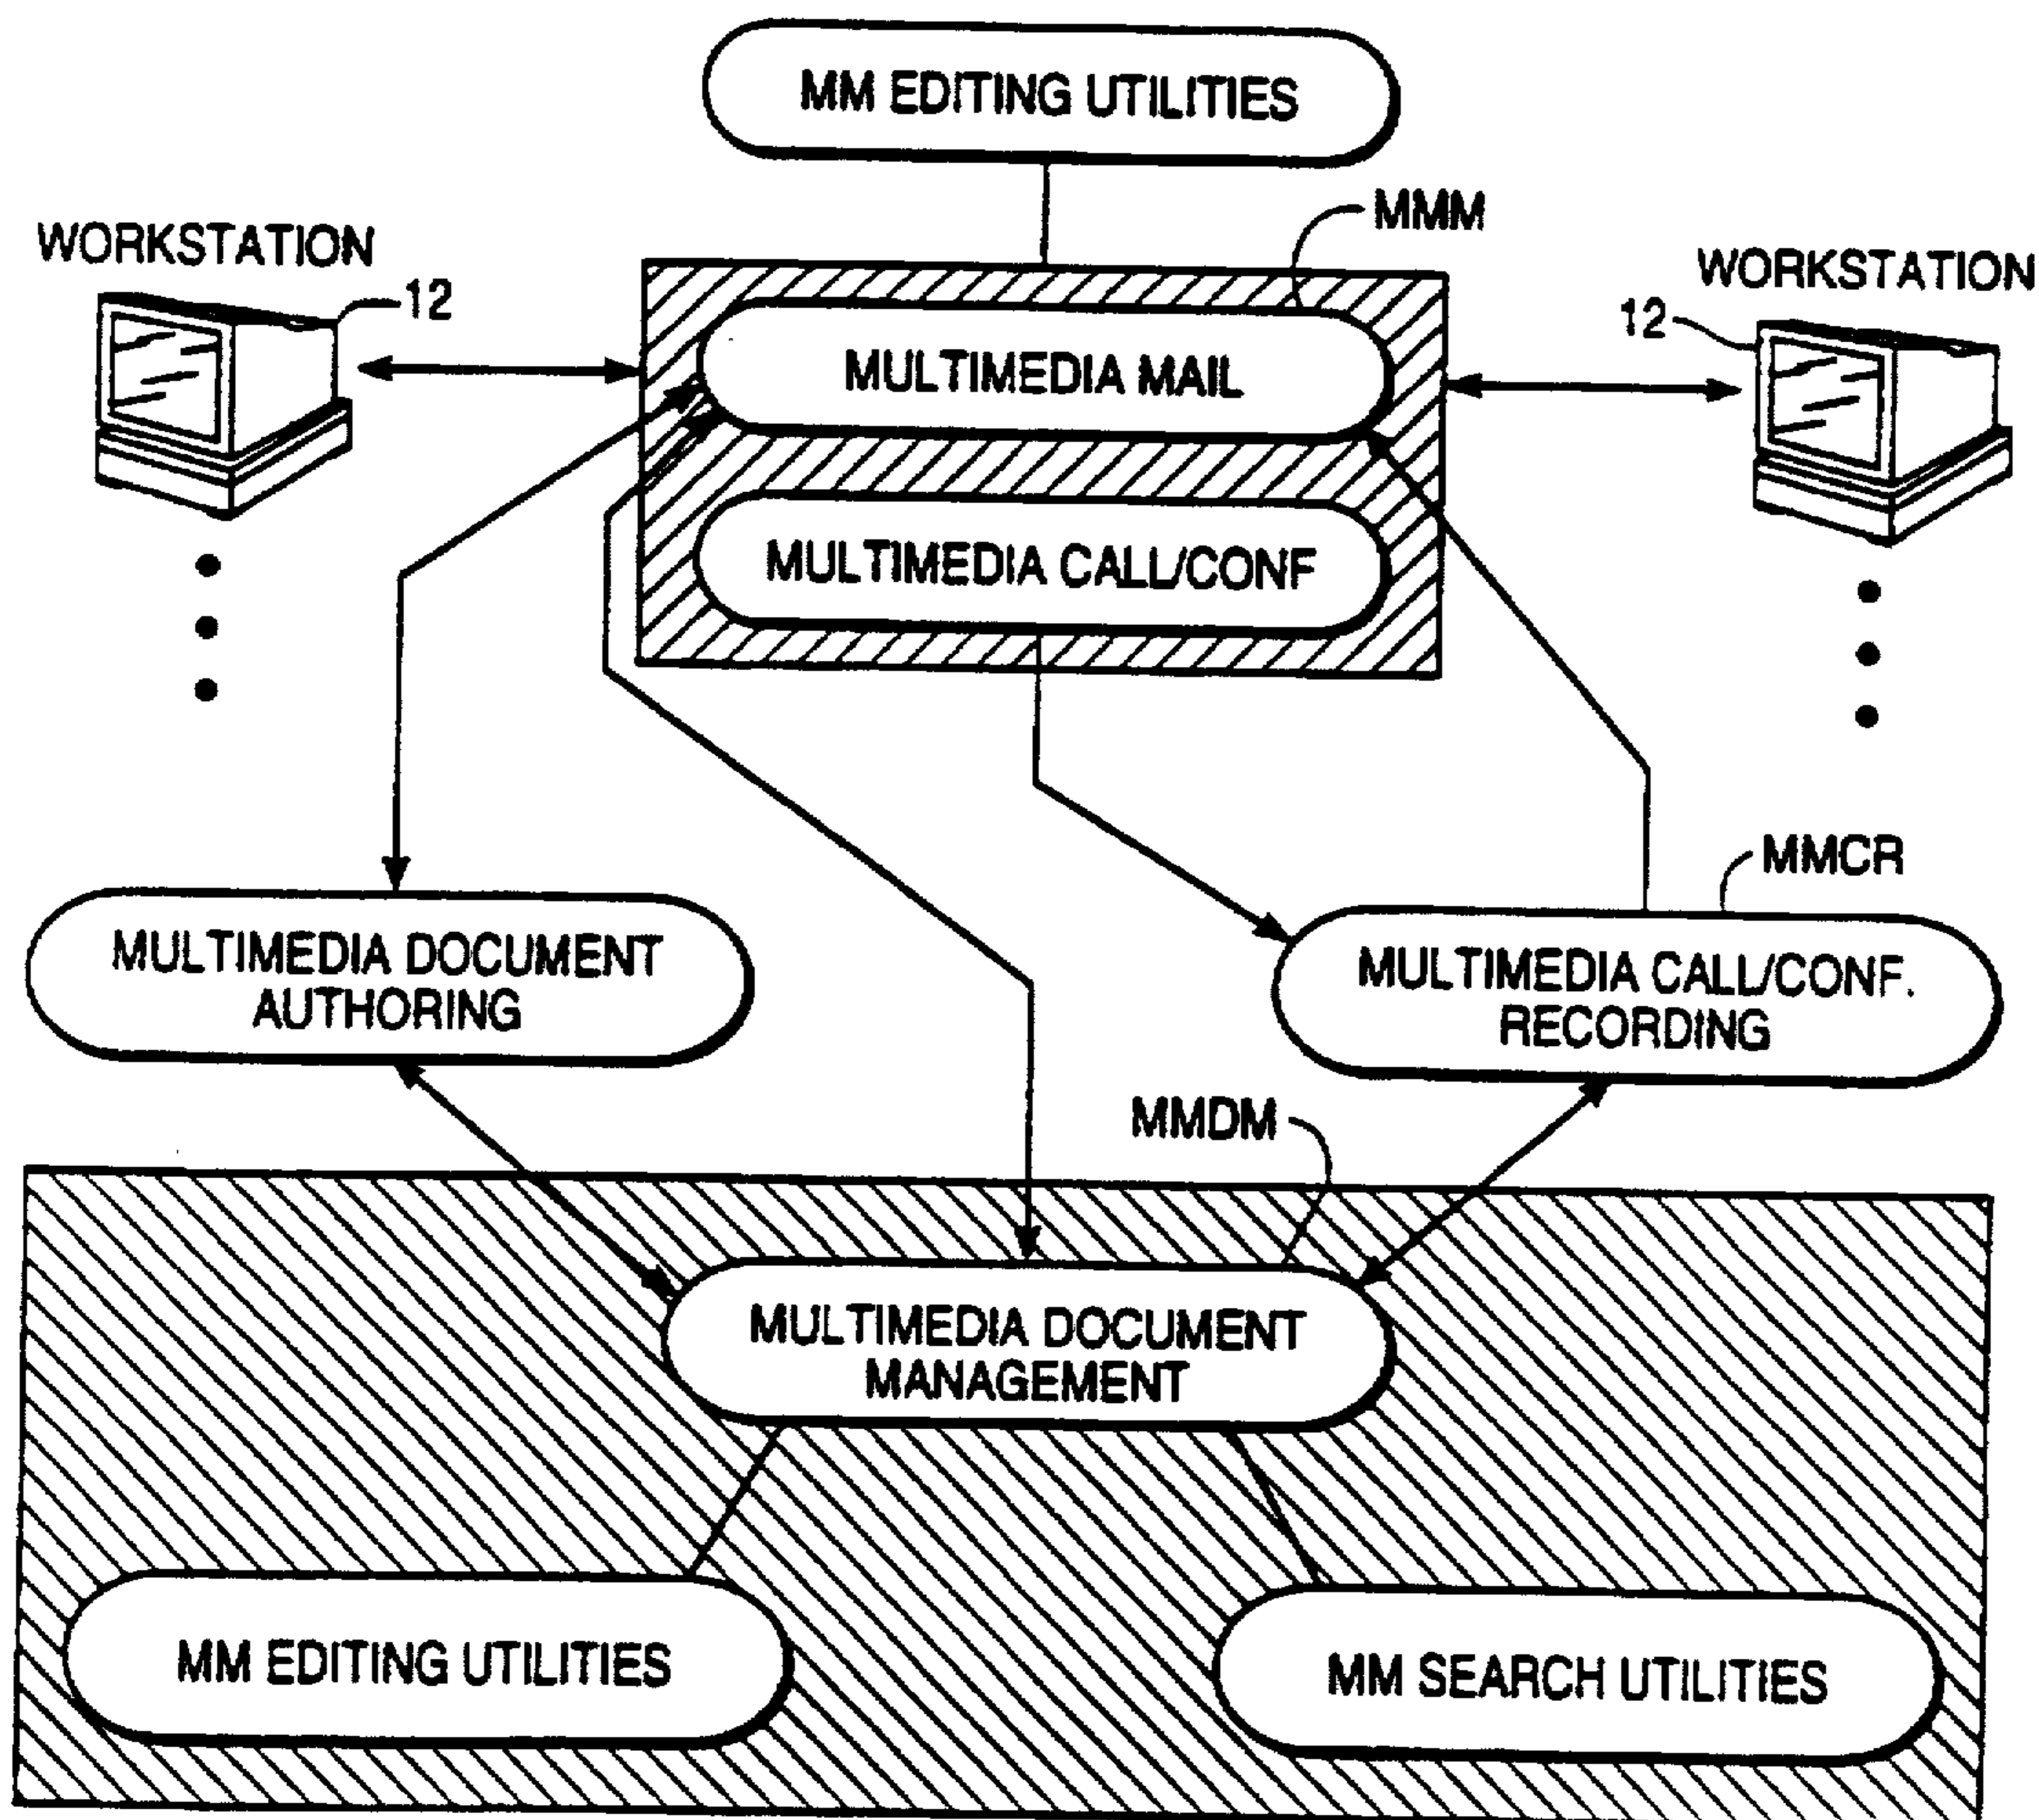 MM EDITING UTILITIES
MMM
WORKSTATION
WORKSTATION
12
12
MULTIMEDIA MAIL
MULTIMEDIA CALL/CONF
MMCR
MULTIMEDIA DOCUMENT
AUTHORING
MULTIMEDIA CALL/CONF.
RECORDING
MMDM
MULTIMEDIA DOCUMENT
MANAGEMENT
MM EDITING UTILITIES
MM SEARCH UTILITIES